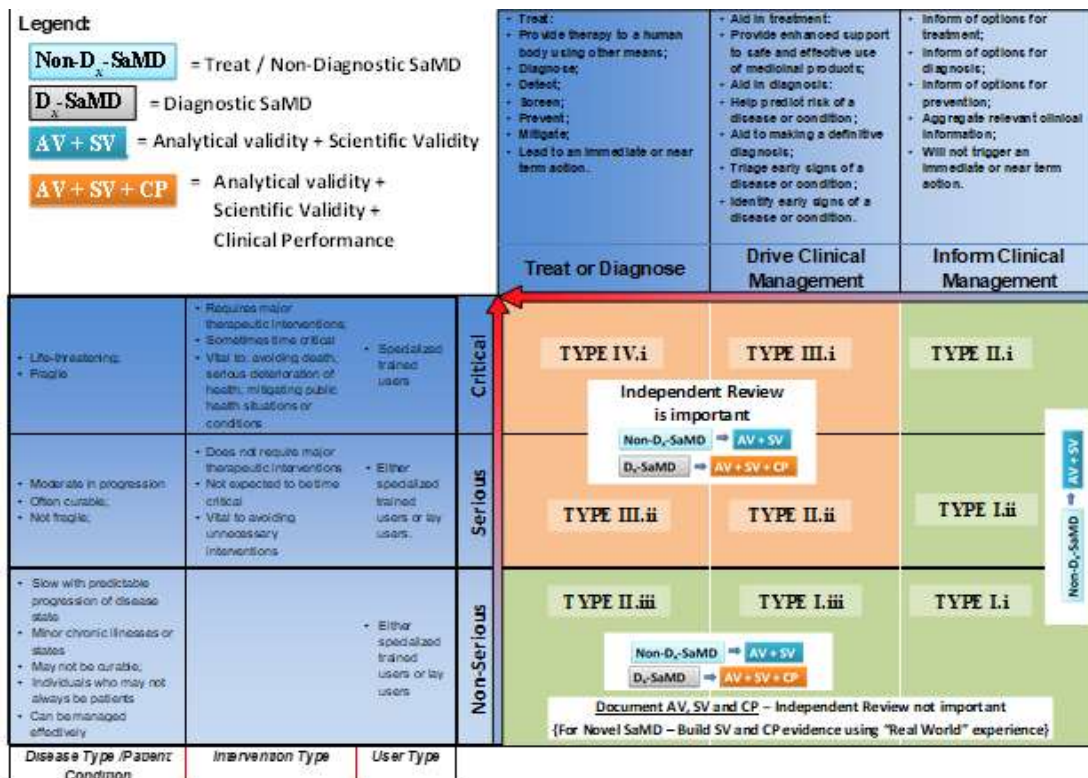 Legend:
Non-Dx-SaMD = Treat / Non-Diagnostic SaMD
Dx-SaMD = Diagnostic SaMD
AV + SV = Analytical validity + Scientific Validity
AV + SV + CP = Analytical validity +
Scientific Validity +
Clinical Performance
• Treat:
• Provide therapy to a human
body using other means;
• Diagnose;
• Detect;
• Screen;
• Prevent;
• Mitigate;
• Lead to an immediate or near
term action.
Treat or Diagnose
• Aid in treatment:
• Provide enhanced support
to safe and effective use
of medicinal products;
• Aid in diagnosis:
• Help predict risk of a
disease or condition;
• Aid to making a definitive
diagnosis;
• Triage early signs of a
disease or condition;
• Identify early signs of a
disease or condition.
Drive Clinical
Management
• Inform of options for
treatment;
• Inform of options for
diagnosis;
• Inform of options for
prevention;
• Aggregate relevant clinical
information;
• Will not trigger an
immediate or near term
action.
Inform Clinical
Management
• Life-threatening;
• Fragile
• Requires major
therapeutic interventions;
• Sometimes time critical
• Vital to: avoiding death,
serious deterioration of
health, mitigating public
health situations or
conditions
• Specialized
trained
users
Critical
TYPE IV.i
TYPE III.i
TYPE II.i
Independent Review
is important
Non-Dx-SaMD ➡ AV + SV
Dx-SaMD ➡ AV + SV + CP
• Moderate in progression
• Often curable;
• Not fragile;
• Does not require major
therapeutic interventions
• Not expected to be time
critical
• Vital to avoiding
unnecessary
interventions
• Either
specialized
trained
users or lay
users.
Serious
TYPE III.ii
TYPE II.ii
TYPE I.ii
Non-Dx-SaMD ➡ AV + SV
• Slow with predictable
progression of disease
state
• Minor chronic illnesses or
states
• May not be curable;
• Individuals who may not
always be patients
• Can be managed
effectively
• Either
specialized
trained
users or lay
users
Non-Serious
TYPE II.iii
TYPE I.iii
TYPE I.i
Non-Dx-SaMD ➡ AV + SV
Dx-SaMD ➡ AV + SV + CP
Document AV, SV and CP – Independent Review not important
{For Novel SaMD – Build SV and CP evidence using "Real World" experience}
Disease Type /Patient
Condition
Intervention Type
User Type